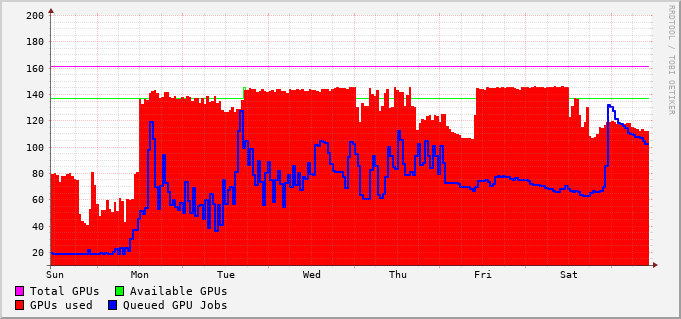 RRDTOOL / TOBI OETIKER
200
180
160
140
120
100
80
60
40
20
Sun Mon Tue Wed Thu Fri Sat
Total GPUs Available GPUs
GPUs used Queued GPU Jobs